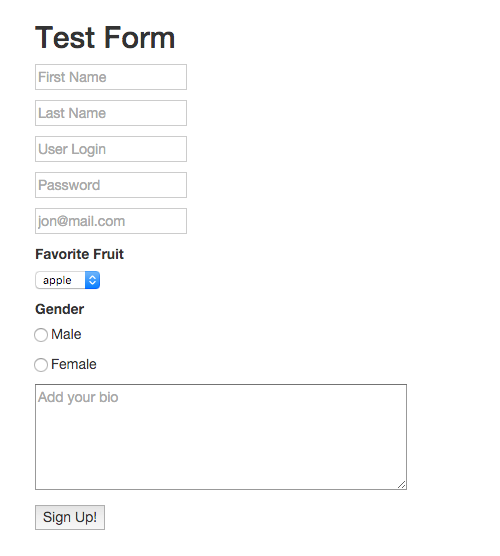 Test Form
First Name
Last Name
User Login
Password
jon@mail.com
Favorite Fruit
apple
Gender
Male
Female
Add your bio
Sign Up!